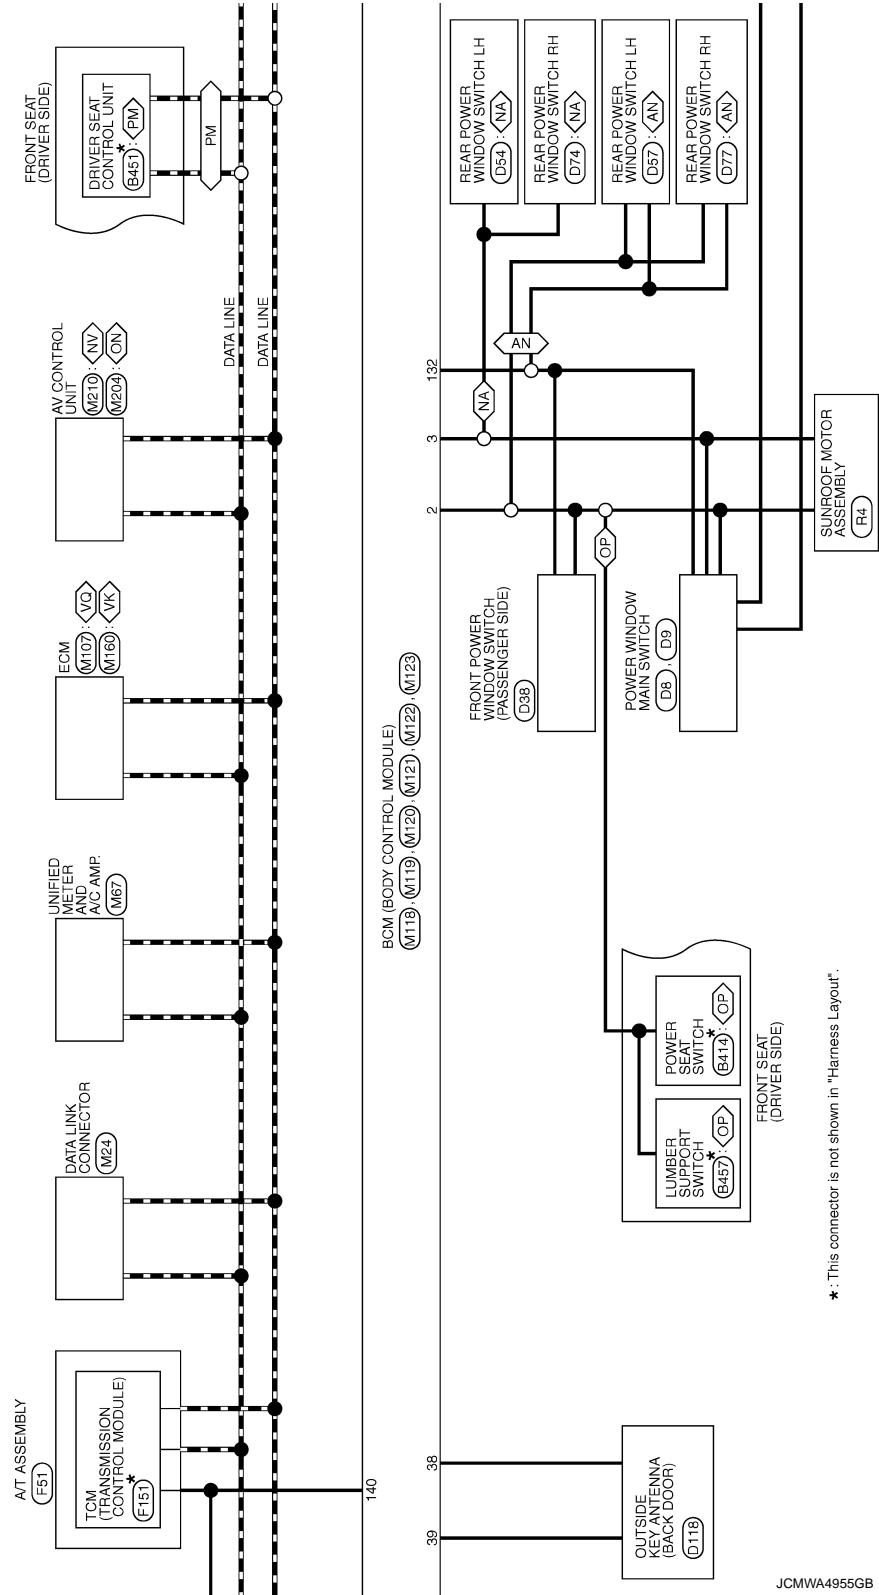 A/T ASSEMBLY
F51
TCM
(TRANSMISSION
CONTROL MODULE)
*
F151
DATA LINK
CONNECTOR
M24
UNIFIED
METER
AND
A/C AMP.
M67
ECM
M107 : VQ
M160 : VK
AV CONTROL
UNIT
M210 : NV
M204 : ON
FRONT SEAT
(DRIVER SIDE)
DRIVER SEAT
CONTROL UNIT
*
B451 : PM
PM
DATA LINE
DATA LINE
140
BCM (BODY CONTROL MODULE)
M118 , M119 , M120 , M121 , M122 , M123
39
38
2
3
132
OUTSIDE
KEY ANTENNA
(BACK DOOR)
D118
LUMBER
SUPPORT
SWITCH
*
B457 : OP
POWER
SEAT
SWITCH
*
B414 : OP
FRONT SEAT
(DRIVER SIDE)
FRONT POWER
WINDOW SWITCH
(PASSENGER SIDE)
D38
POWER WINDOW
MAIN SWITCH
D8 , D9
OP
NA
AN
SUNROOF MOTOR
ASSEMBLY
R4
REAR POWER
WINDOW SWITCH LH
D54 : NA
REAR POWER
WINDOW SWITCH RH
D74 : NA
REAR POWER
WINDOW SWITCH LH
D57 : AN
REAR POWER
WINDOW SWITCH RH
D77 : AN
* : This connector is not shown in "Harness Layout".
JCMWA4955GB